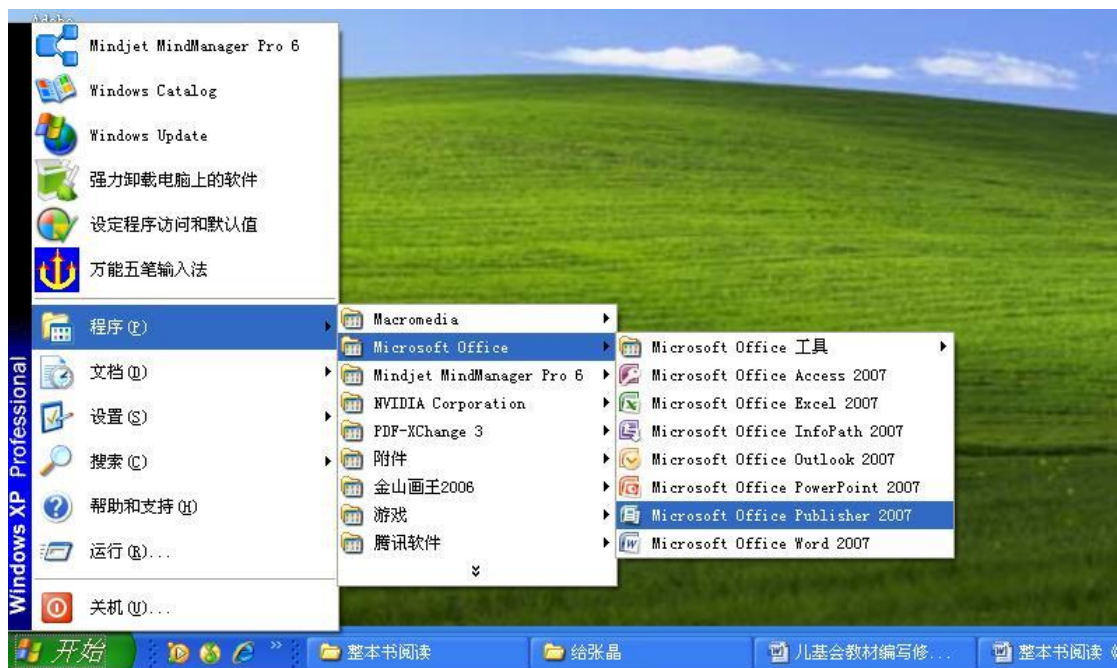 Adobe
Mindjet MindManager Pro 6
Windows Catalog
Windows Update
强力卸载电脑上的软件
设定程序访问和默认值
万能五笔输入法
程序(P)
文档(D)
设置(S)
搜索(C)
帮助和支持(H)
运行(R)...
关机(U)...
Windows XP Professional
Macromedia
Microsoft Office
Mindjet MindManager Pro 6
NVIDIA Corporation
PDF-XChange 3
附件
金山画王2006
游戏
腾讯软件
Microsoft Office 工具
Microsoft Office Access 2007
Microsoft Office Excel 2007
Microsoft Office InfoPath 2007
Microsoft Office Outlook 2007
Microsoft Office PowerPoint 2007
Microsoft Office Publisher 2007
Microsoft Office Word 2007
开始
整本书阅读
给张晶
儿基会教材编写修...
整本书阅读